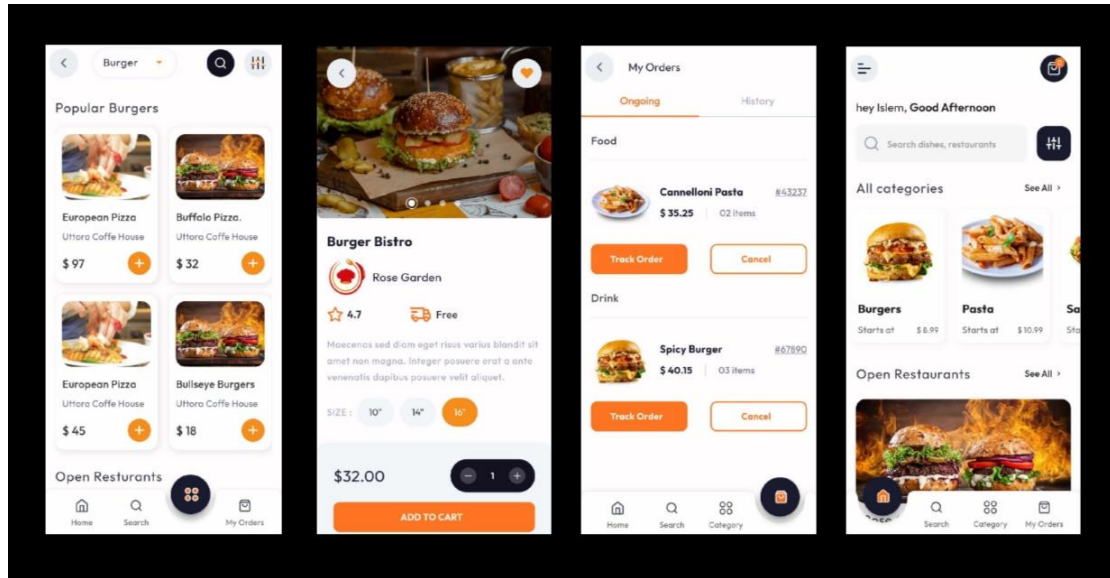 Burger
Popular Burgers
European Pizza
Uttora Coffe House
$ 97
Buffalo Pizza.
Uttora Coffe House
$ 32
European Pizza
Uttora Coffe House
$ 45
Bullseye Burgers
Uttora Coffe House
$ 18
Open Resturants
Home
Search
My Orders
Burger Bistro
Rose Garden
4.7
Free
Maecenas sed diam eget risus varius blandit sit
amet non magna. Integer posuere erat a ante
venenatis dapibus posuere velit aliquet.
SIZE :
10"
14"
16"
$32.00
1
ADD TO CART
My Orders
Ongoing
History
Food
Cannelloni Pasta
#43237
$ 35.25
02 items
Track Order
Cancel
Drink
Spicy Burger
#67890
$ 40.15
03 items
Track Order
Cancel
Home
Search
Category
hey Islem, Good Afternoon
Search dishes, restaurants
All categories
See All >
Burgers
Starts at
$ 8.99
Pasta
Starts at
$ 10.99
Sa
Sta
Open Restaurants
See All >
Search
Category
My Orders